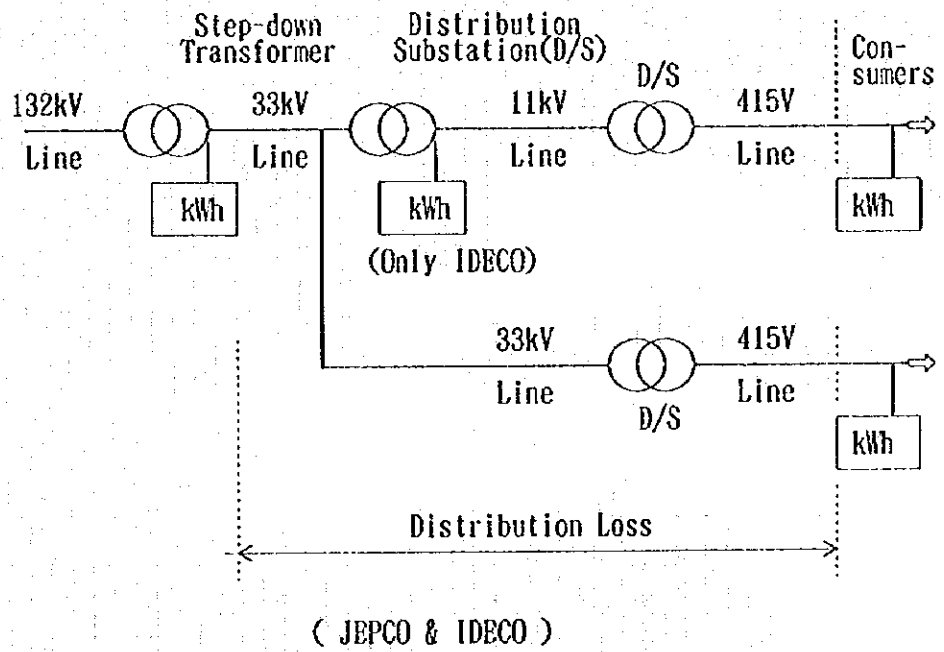 Step-down
Transformer
Distribution
Substation(D/S)
D/S
Con-
sumers
132kV
Line
33kV
Line
11kV
Line
415V
Line
kWh
kWh
kWh
(Only IDECO)
33kV
Line
D/S
415V
Line
kWh
Distribution Loss
( JEPCO & IDECO )